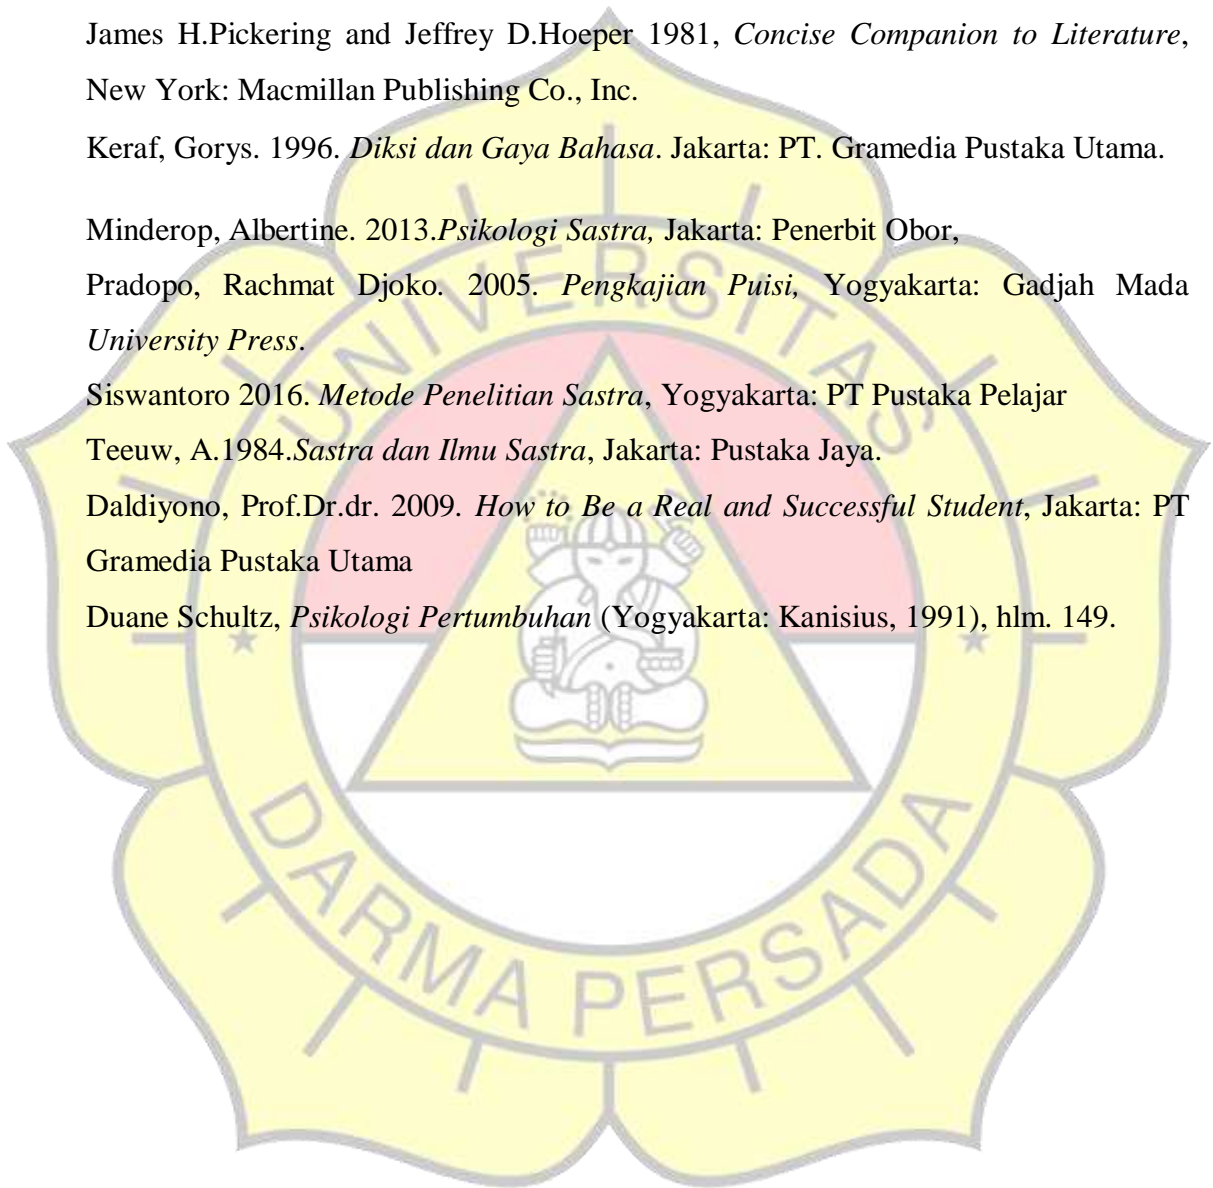 James H.Pickering and Jeffrey D.Hoeper 1981, Concise Companion to Literature,
New York: Macmillan Publishing Co., Inc.
Keraf, Gorys. 1996. Diksi dan Gaya Bahasa. Jakarta: PT. Gramedia Pustaka Utama.
Minderop, Albertine. 2013.Psikologi Sastra, Jakarta: Penerbit Obor,
Pradopo, Rachmat Djoko. 2005. Pengkajian Puisi, Yogyakarta: Gadjah Mada
University Press.
Siswantoro 2016. Metode Penelitian Sastra, Yogyakarta: PT Pustaka Pelajar
Teeuw, A.1984.Sastra dan Ilmu Sastra, Jakarta: Pustaka Jaya.
Daldiyono, Prof.Dr.dr. 2009. How to Be a Real and Successful Student, Jakarta: PT
Gramedia Pustaka Utama
Duane Schultz, Psikologi Pertumbuhan (Yogyakarta: Kanisius, 1991), hlm. 149.
UNIVERSITAS
DARMA PERSADA